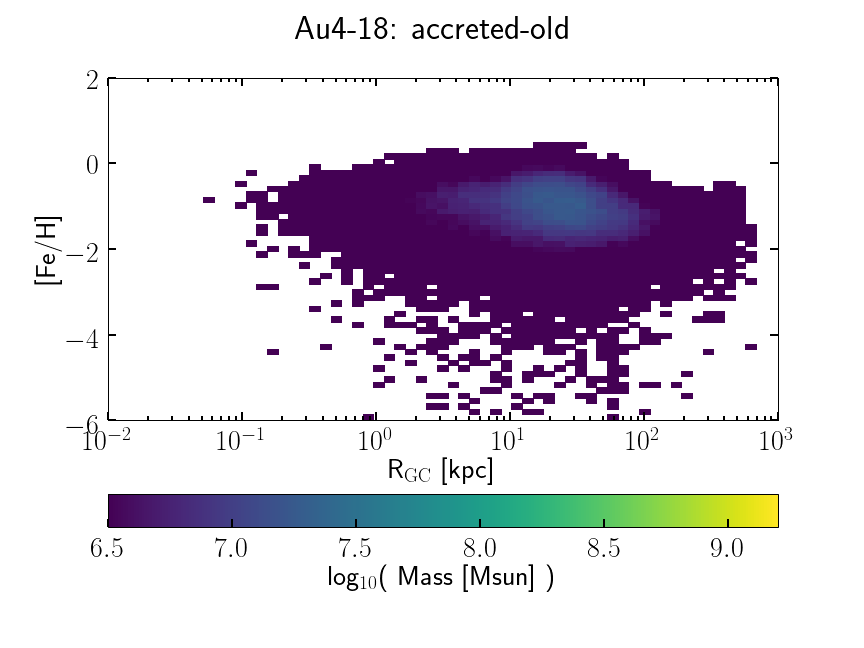 Au4-18: accreted-old
2
0
−2
−4
−6
[Fe/H]
10⁻² 10⁻¹ 10⁰ 10¹ 10² 10³
R_GC [kpc]
6.5 7.0 7.5 8.0 8.5 9.0
log₁₀( Mass [Msun] )